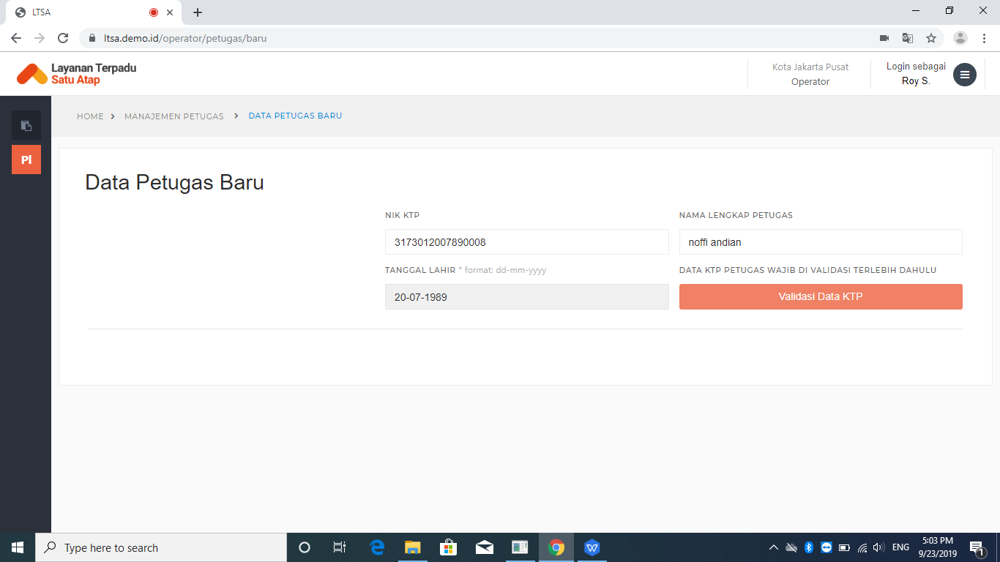 LTSA
ltsa.demo.id/operator/petugas/baru
Layanan Terpadu
Satu Atap
Kota Jakarta Pusat
Operator
Login sebagai
Roy S.
HOME
MANAJEMEN PETUGAS
DATA PETUGAS BARU
Pl
Data Petugas Baru
NIK KTP
NAMA LENGKAP PETUGAS
3173012007890008
noffi andian
TANGGAL LAHIR * format: dd-mm-yyyy
DATA KTP PETUGAS WAJIB DI VALIDASI TERLEBIH DAHULU
20-07-1989
Validasi Data KTP
Type here to search
ENG
5:03 PM
9/23/2019
1